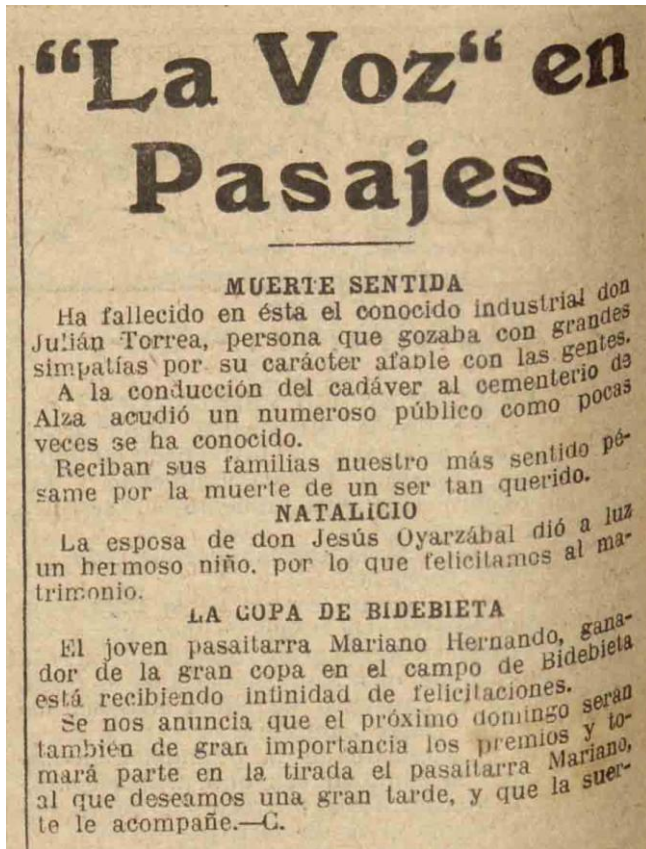 "La Voz" en
Pasajes
MUERTE SENTIDA
Ha fallecido en ésta el conocido industrial don
Julián Torrea, persona que gozaba con grandes
simpatías por su carácter afable con las gentes.
A la conducción del cadáver al cementerio de
Alza acudió un numeroso público como pocas
veces se ha conocido.
Reciban sus familias nuestro más sentido pé-
same por la muerte de un ser tan querido.
NATALICIO
La esposa de don Jesús Oyarzábal dió a luz
un hermoso niño, por lo que felicitamos al ma-
trimonio.
LA COPA DE BIDEBIETA
El joven pasaitarra Mariano Hernando, gana-
dor de la gran copa en el campo de Bidebieta
está recibiendo infinidad de felicitaciones.
Se nos anuncia que el próximo domingo serán
también de gran importancia los premios y to-
mará parte en la tirada el pasaitarra Mariano,
al que deseamos una gran tarde, y que la suer-
te le acompañe.—C.